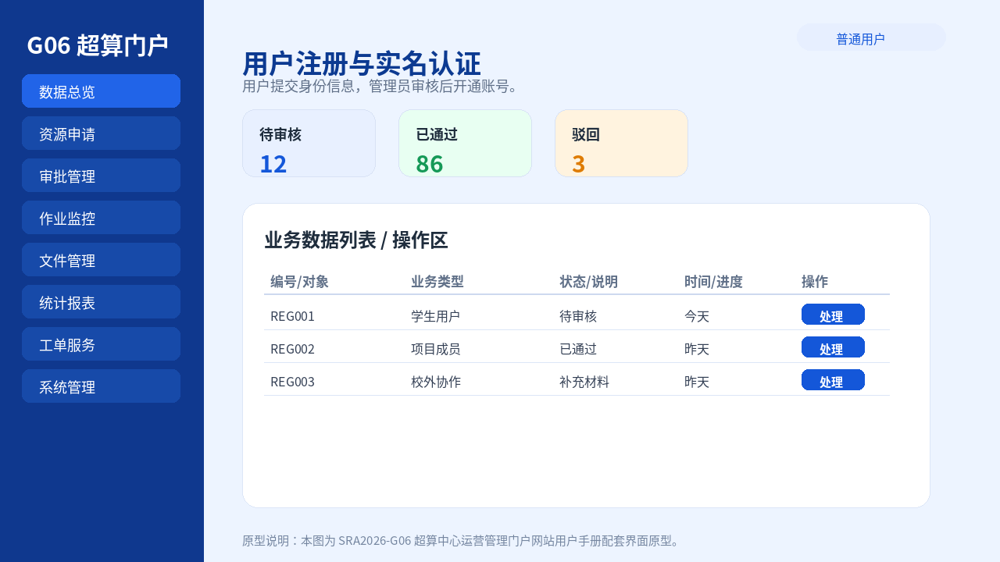 G06 超算门户
数据总览
资源申请
审批管理
作业监控
文件管理
统计报表
工单服务
系统管理
普通用户
用户注册与实名认证
用户提交身份信息，管理员审核后开通账号。
待审核
12
已通过
86
驳回
3
业务数据列表 / 操作区
编号/对象 业务类型 状态/说明 时间/进度 操作
REG001 学生用户 待审核 今天 处理
REG002 项目成员 已通过 昨天 处理
REG003 校外协作 补充材料 昨天 处理
原型说明：本图为 SRA2026-G06 超算中心运营管理门户网站用户手册配套界面原型。